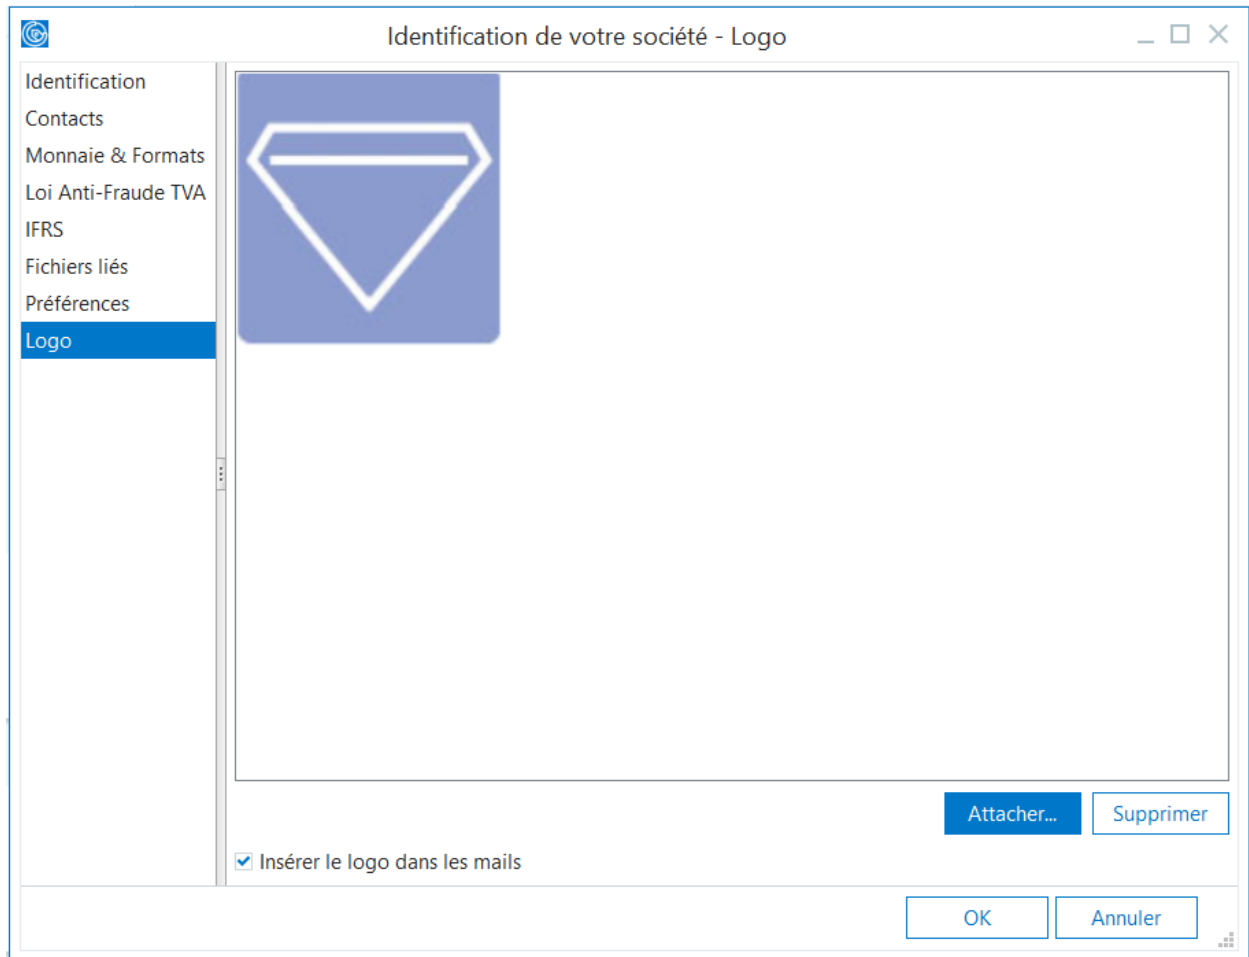 Identification de votre société - Logo
Identification
Contacts
Monnaie & Formats
Loi Anti-Fraude TVA
IFRS
Fichiers liés
Préférences
Logo
Attacher...
Supprimer
Insérer le logo dans les mails
OK
Annuler